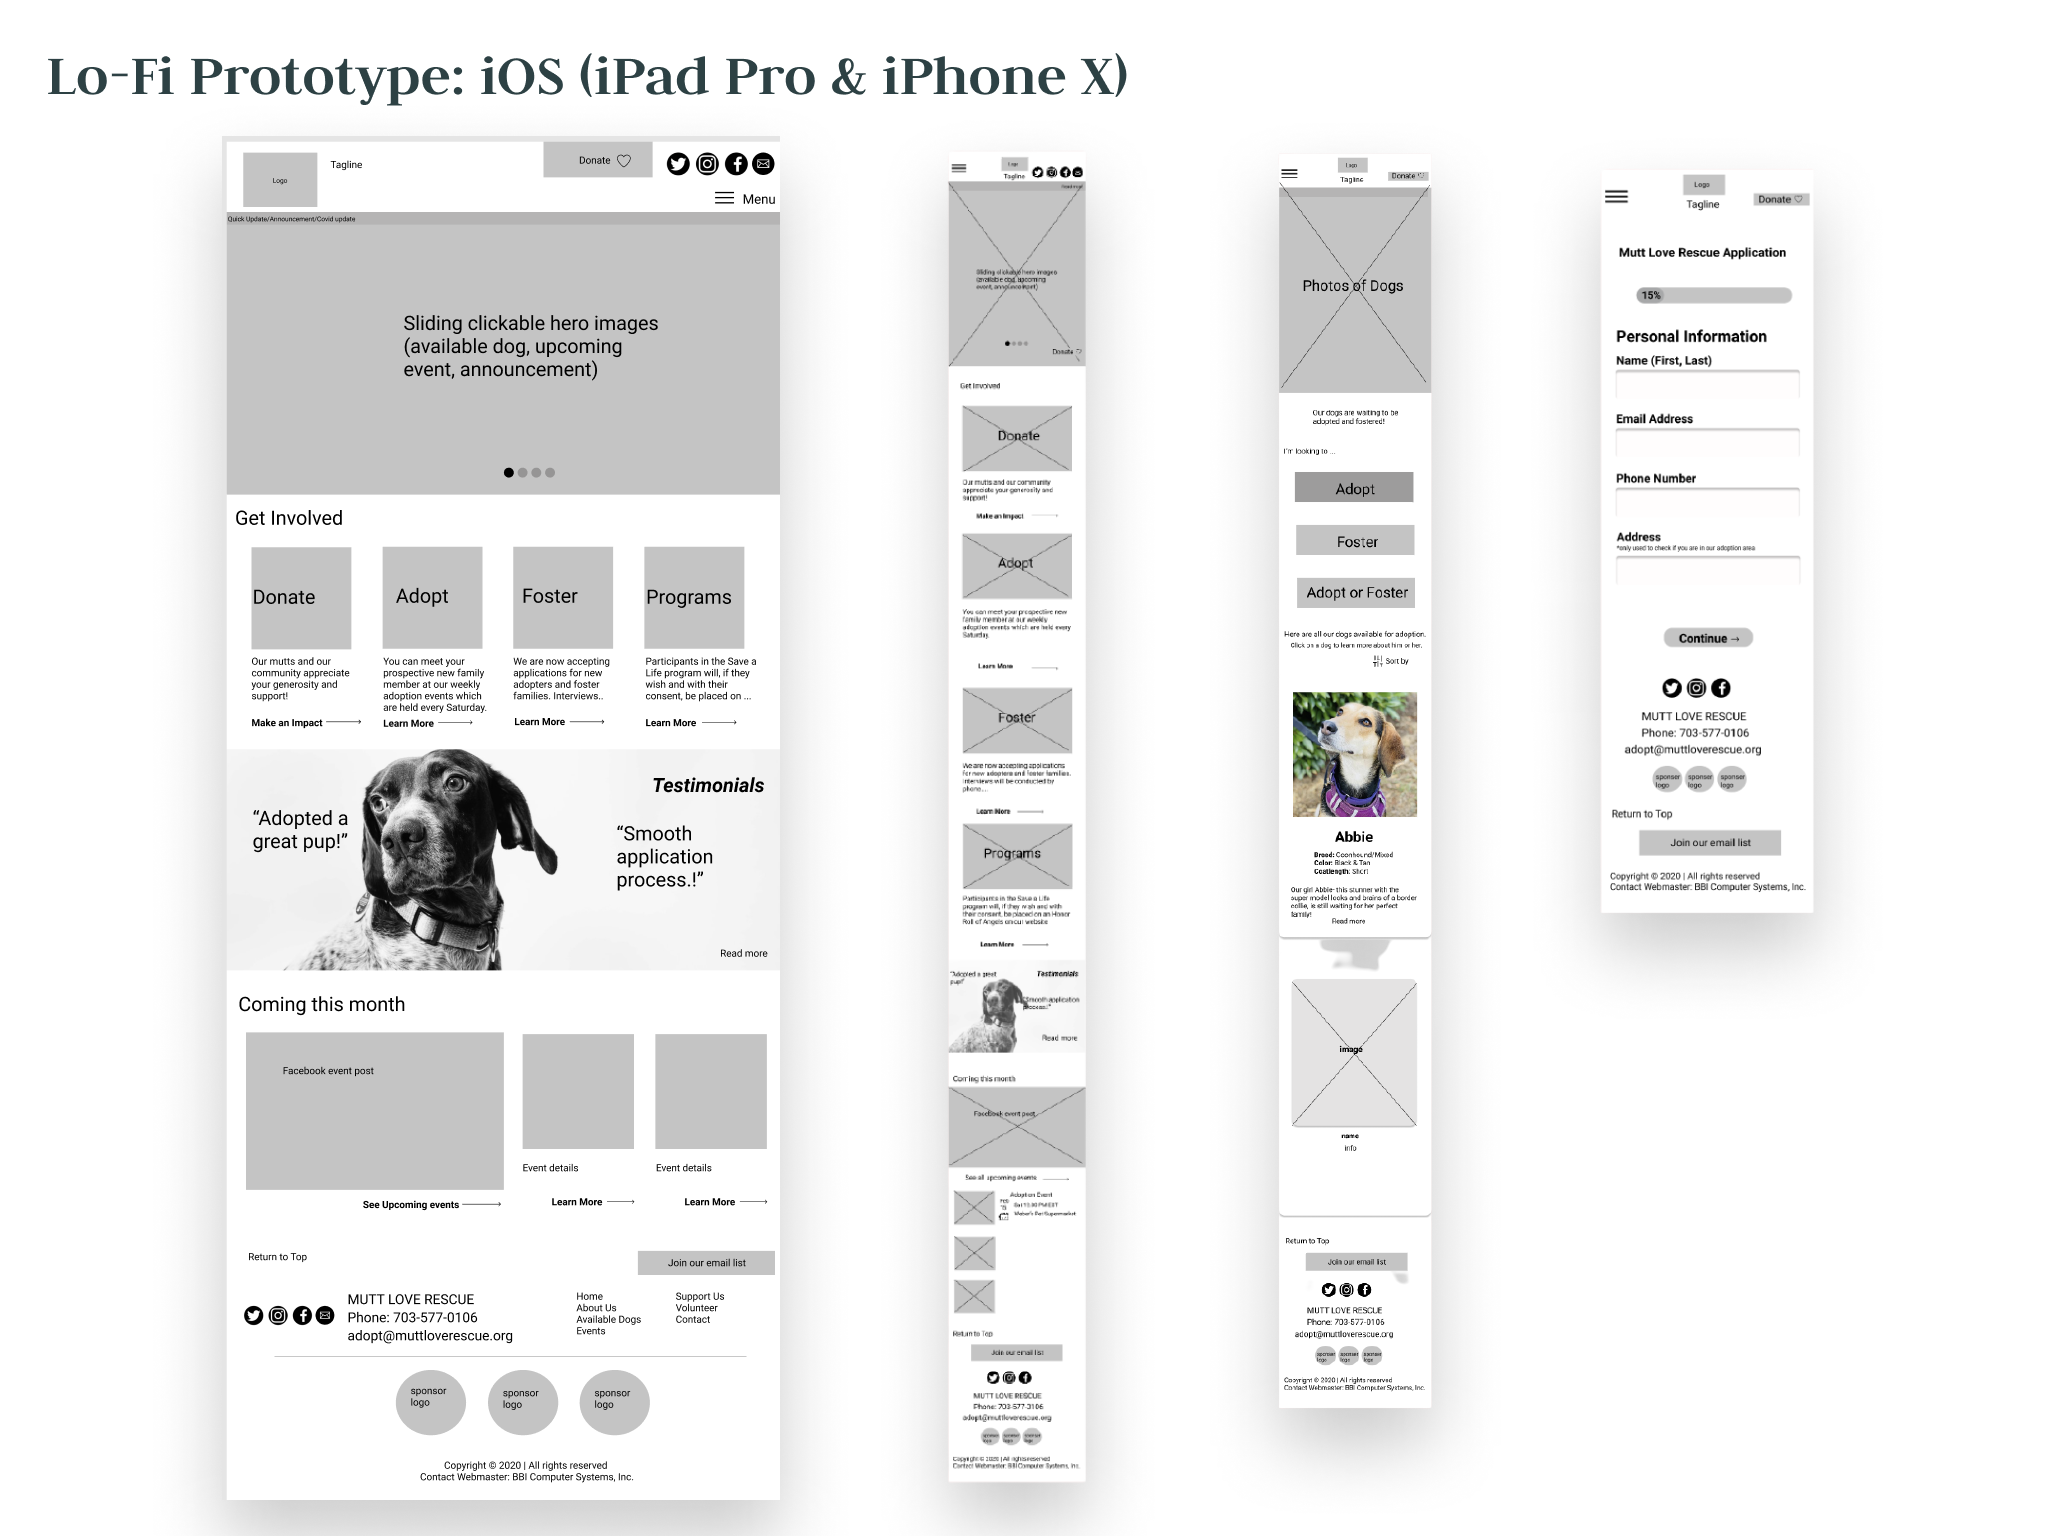 Lo-Fi Prototype: iOS (iPad Pro & iPhone X)
Logo
Tagline
Donate
Menu
Quick Update/Announcement/Covid update
Sliding clickable hero images
(available dog, upcoming
event, announcement)
Get Involved
Donate
Adopt
Foster
Programs
Our mutts and our
community appreciate
your generosity and
support!
Make an Impact
You can meet your
prospective new family
member at our weekly
adoption events which
are held every Saturday.
Learn More
We are now accepting
applications for new
adopters and foster
families. Interviews..
Learn More
Participants in the Save a
Life program will, if they
wish and with their
consent, be placed on ...
Learn More
Testimonials
“Adopted a
great pup!”
“Smooth
application
process.!”
Read more
Coming this month
Facebook event post
See Upcoming events
Event details
Learn More
Event details
Learn More
Return to Top
Join our email list
MUTT LOVE RESCUE
Phone: 703-577-0106
adopt@muttloverescue.org
Home
About Us
Available Dogs
Events
Support Us
Volunteer
Contact
sponsor
logo
sponsor
logo
sponsor
logo
Copyright © 2020 | All rights reserved
Contact Webmaster: BBI Computer Systems, Inc.
Logo
Tagline
Read more
Sliding clickable hero images
(available dog, upcoming
event, announcement)
Donate
Get Involved
Donate
Our mutts and our community
appreciate your generosity and
support!
Make an Impact
Adopt
You can meet your prospective new
family member at our weekly
adoption events which are held every
Saturday.
Learn More
Foster
We are now accepting applications
for new adopters and foster families.
Interviews will be conducted by
phone....
Learn More
Programs
Participants in the Save a Life
program will, if they wish and with
their consent, be placed on an Honor
Roll of Angels on our website
Learn More
"Adopted a great
pup!"
Testimonials
"Smooth application
process.!"
Read more
Coming this month
Facebook event post
See all upcoming events
Adoption Event
Feb
15
Sat 12:00 PM EST
Weber's Pet Supermarket
Return to Top
Join our email list
MUTT LOVE RESCUE
Phone: 703-577-3106
adopt@muttloverescue.org
sponser
logo
sponser
logo
sponser
logo
Copyright © 2020 | All rights reserved
Contact Webmaster: BBI Computer Systems, Inc.
Logo
Tagline
Donate
Photos of Dogs
Our dogs are waiting to be
adopted and fostered!
I'm looking to ...
Adopt
Foster
Adopt or Foster
Here are all our dogs available for adoption.
Click on a dog to learn more about him or her.
Sort by
Abbie
Breed: Coonhound/Mixed
Color: Black & Tan
Coatlength: Short
Our girl Abbie- this stunner with the
super model looks and brains of a border
collie, is still waiting for her perfect
family!
Read more
image
name
info
Return to Top
Join our email list
MUTT LOVE RESCUE
Phone: 703-577-0106
adopt@muttloverescue.org
sponser
logo
sponser
logo
sponser
logo
Copyright © 2020 | All rights reserved
Contact Webmaster: BBI Computer Systems, Inc.
Logo
Tagline
Donate
Mutt Love Rescue Application
15%
Personal Information
Name (First, Last)
Email Address
Phone Number
Address
*only used to check if you are in our adoption area
Continue →
MUTT LOVE RESCUE
Phone: 703-577-0106
adopt@muttloverescue.org
sponser
logo
sponser
logo
sponser
logo
Return to Top
Join our email list
Copyright © 2020 | All rights reserved
Contact Webmaster: BBI Computer Systems, Inc.